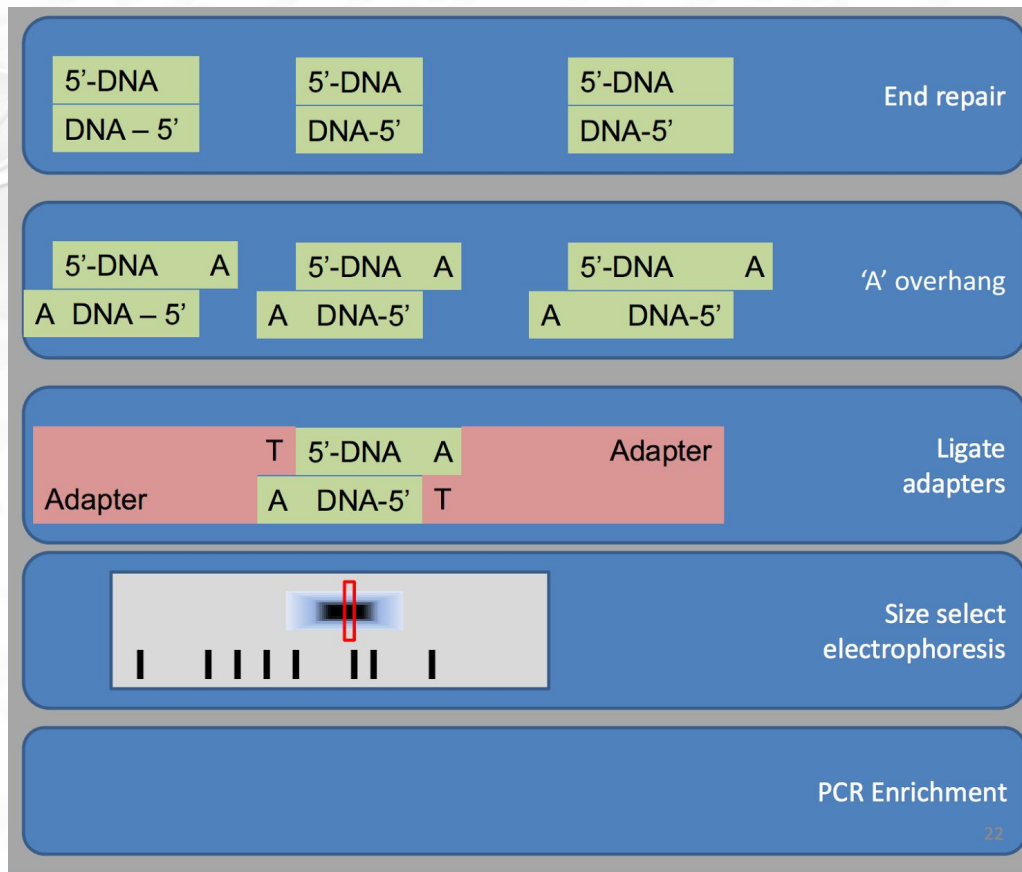 5’-DNA 5’-DNA 5’-DNA
DNA – 5’ DNA-5’ DNA-5’
End repair
5’-DNA A 5’-DNA A 5’-DNA A
A DNA – 5’ A DNA-5’ A DNA-5’
‘A’ overhang
T 5’-DNA A Adapter
Adapter A DNA-5’ T
Ligate
adapters
Size select
electrophoresis
PCR Enrichment
22